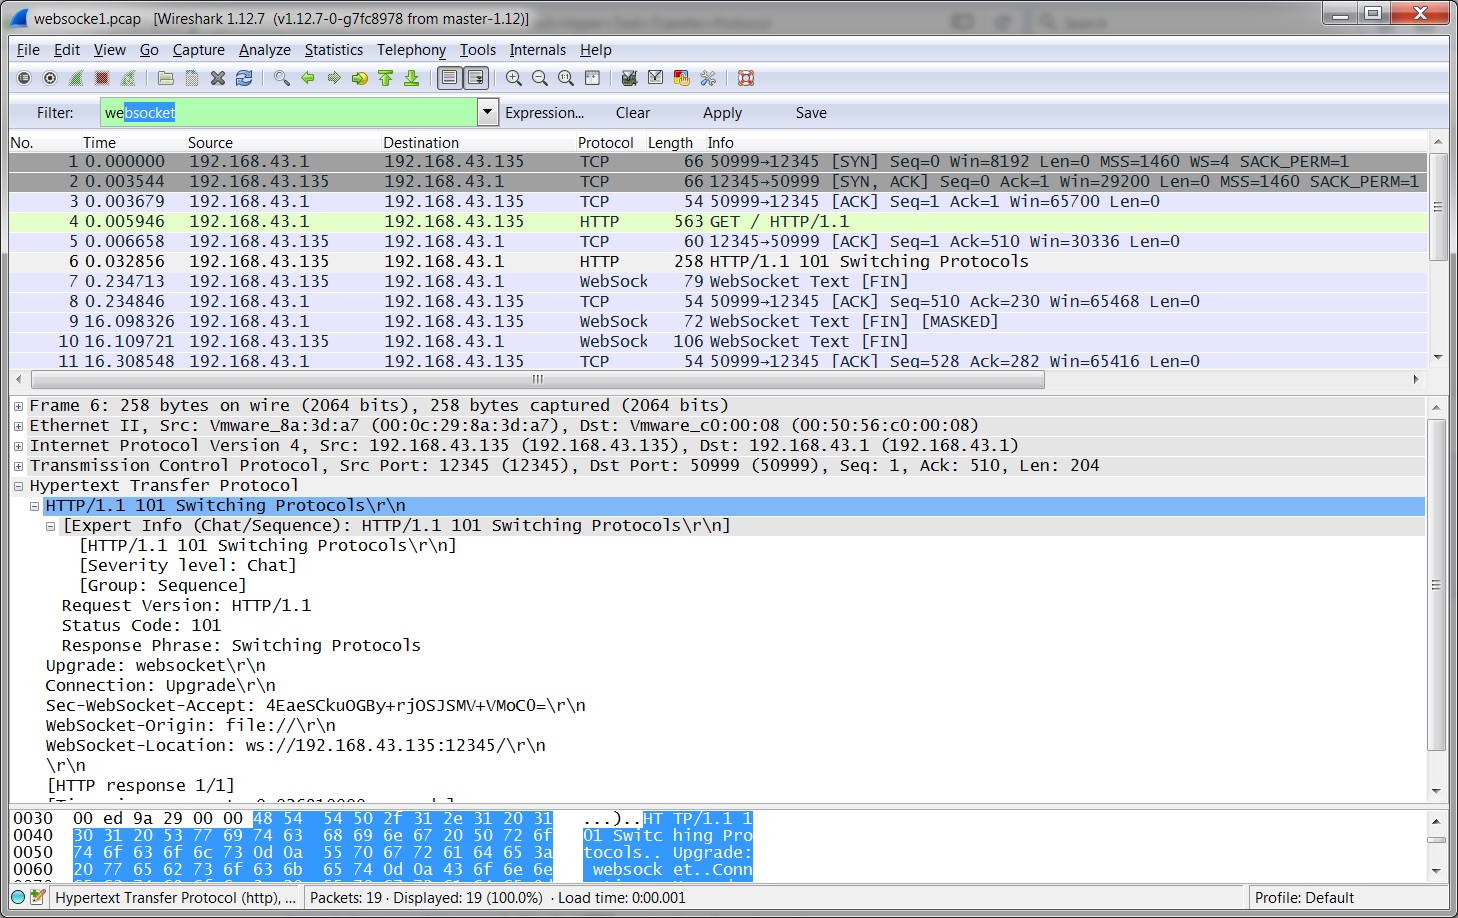 websocke1.pcap [Wireshark 1.12.7 (v1.12.7-0-g7fc8978 from master-1.12)]
File Edit View Go Capture Analyze Statistics Telephony Tools Internals Help
Filter: websocket Expression... Clear Apply Save
No. Time Source Destination Protocol Length Info
1 0.000000 192.168.43.1 192.168.43.135 TCP 66 50999→12345 [SYN] Seq=0 Win=8192 Len=0 MSS=1460 WS=4 SACK_PERM=1
2 0.003544 192.168.43.135 192.168.43.1 TCP 66 12345→50999 [SYN, ACK] Seq=0 Ack=1 Win=29200 Len=0 MSS=1460 SACK_PERM=1
3 0.003679 192.168.43.1 192.168.43.135 TCP 54 50999→12345 [ACK] Seq=1 Ack=1 Win=65700 Len=0
4 0.005946 192.168.43.1 192.168.43.135 HTTP 563 GET / HTTP/1.1
5 0.006658 192.168.43.135 192.168.43.1 TCP 60 12345→50999 [ACK] Seq=1 Ack=510 Win=30336 Len=0
6 0.032856 192.168.43.135 192.168.43.1 HTTP 258 HTTP/1.1 101 Switching Protocols
7 0.234713 192.168.43.135 192.168.43.1 WebSock 79 WebSocket Text [FIN]
8 0.234846 192.168.43.1 192.168.43.135 TCP 54 50999→12345 [ACK] Seq=510 Ack=230 Win=65468 Len=0
9 16.098326 192.168.43.1 192.168.43.135 WebSock 72 WebSocket Text [FIN] [MASKED]
10 16.109721 192.168.43.135 192.168.43.1 WebSock 106 WebSocket Text [FIN]
11 16.308548 192.168.43.1 192.168.43.135 TCP 54 50999→12345 [ACK] Seq=528 Ack=282 Win=65416 Len=0
Frame 6: 258 bytes on wire (2064 bits), 258 bytes captured (2064 bits)
Ethernet II, Src: Vmware_8a:3d:a7 (00:0c:29:8a:3d:a7), Dst: Vmware_c0:00:08 (00:50:56:c0:00:08)
Internet Protocol Version 4, Src: 192.168.43.135 (192.168.43.135), Dst: 192.168.43.1 (192.168.43.1)
Transmission Control Protocol, Src Port: 12345 (12345), Dst Port: 50999 (50999), Seq: 1, Ack: 510, Len: 204
Hypertext Transfer Protocol
HTTP/1.1 101 Switching Protocols\r\n
[Expert Info (Chat/Sequence): HTTP/1.1 101 Switching Protocols\r\n]
[HTTP/1.1 101 Switching Protocols\r\n]
[Severity level: Chat]
[Group: Sequence]
Request Version: HTTP/1.1
Status Code: 101
Response Phrase: Switching Protocols
Upgrade: websocket\r\n
Connection: Upgrade\r\n
Sec-WebSocket-Accept: 4EaeSCkuOGBy+rjOSJSMV+VMoC0=\r\n
WebSocket-Origin: file://\r\n
WebSocket-Location: ws://192.168.43.135:12345/\r\n
\r\n
[HTTP response 1/1]
0030 00 ed 9a 29 00 00 48 54 54 50 2f 31 2e 31 20 31 ...)..HT TP/1.1 1
0040 30 31 20 53 77 69 74 63 68 69 6e 67 20 50 72 6f 01 Switc hing Pro
0050 74 6f 63 6f 6c 73 0d 0a 55 70 67 72 61 64 65 3a tocols.. Upgrade:
0060 20 77 65 62 73 6f 63 6b 65 74 0d 0a 43 6f 6e 6e websock et..Conn
Hypertext Transfer Protocol (http), ... Packets: 19 · Displayed: 19 (100.0%) · Load time: 0:00.001 Profile: Default